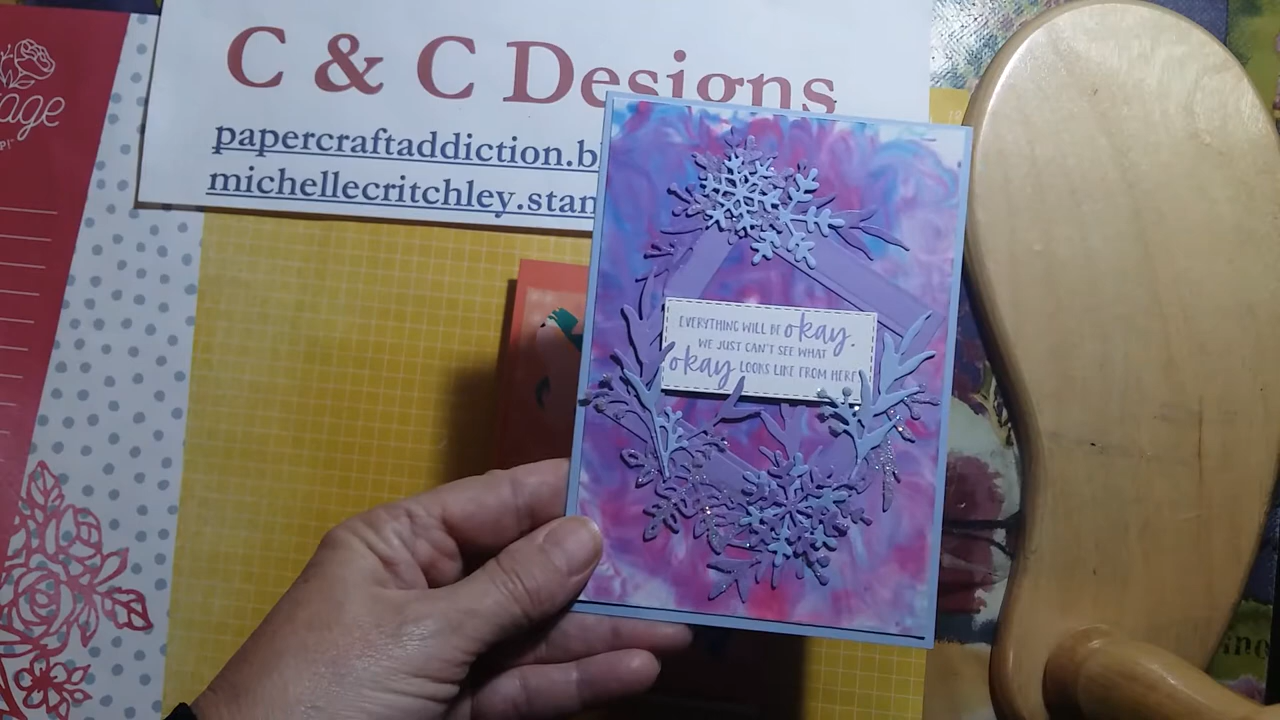 C & C Designs
papercraftaddiction.b
michellecritchley.stan
EVERYTHING WILL BE okay.
WE JUST CAN'T SEE WHAT
okay LOOKS LIKE FROM HERE